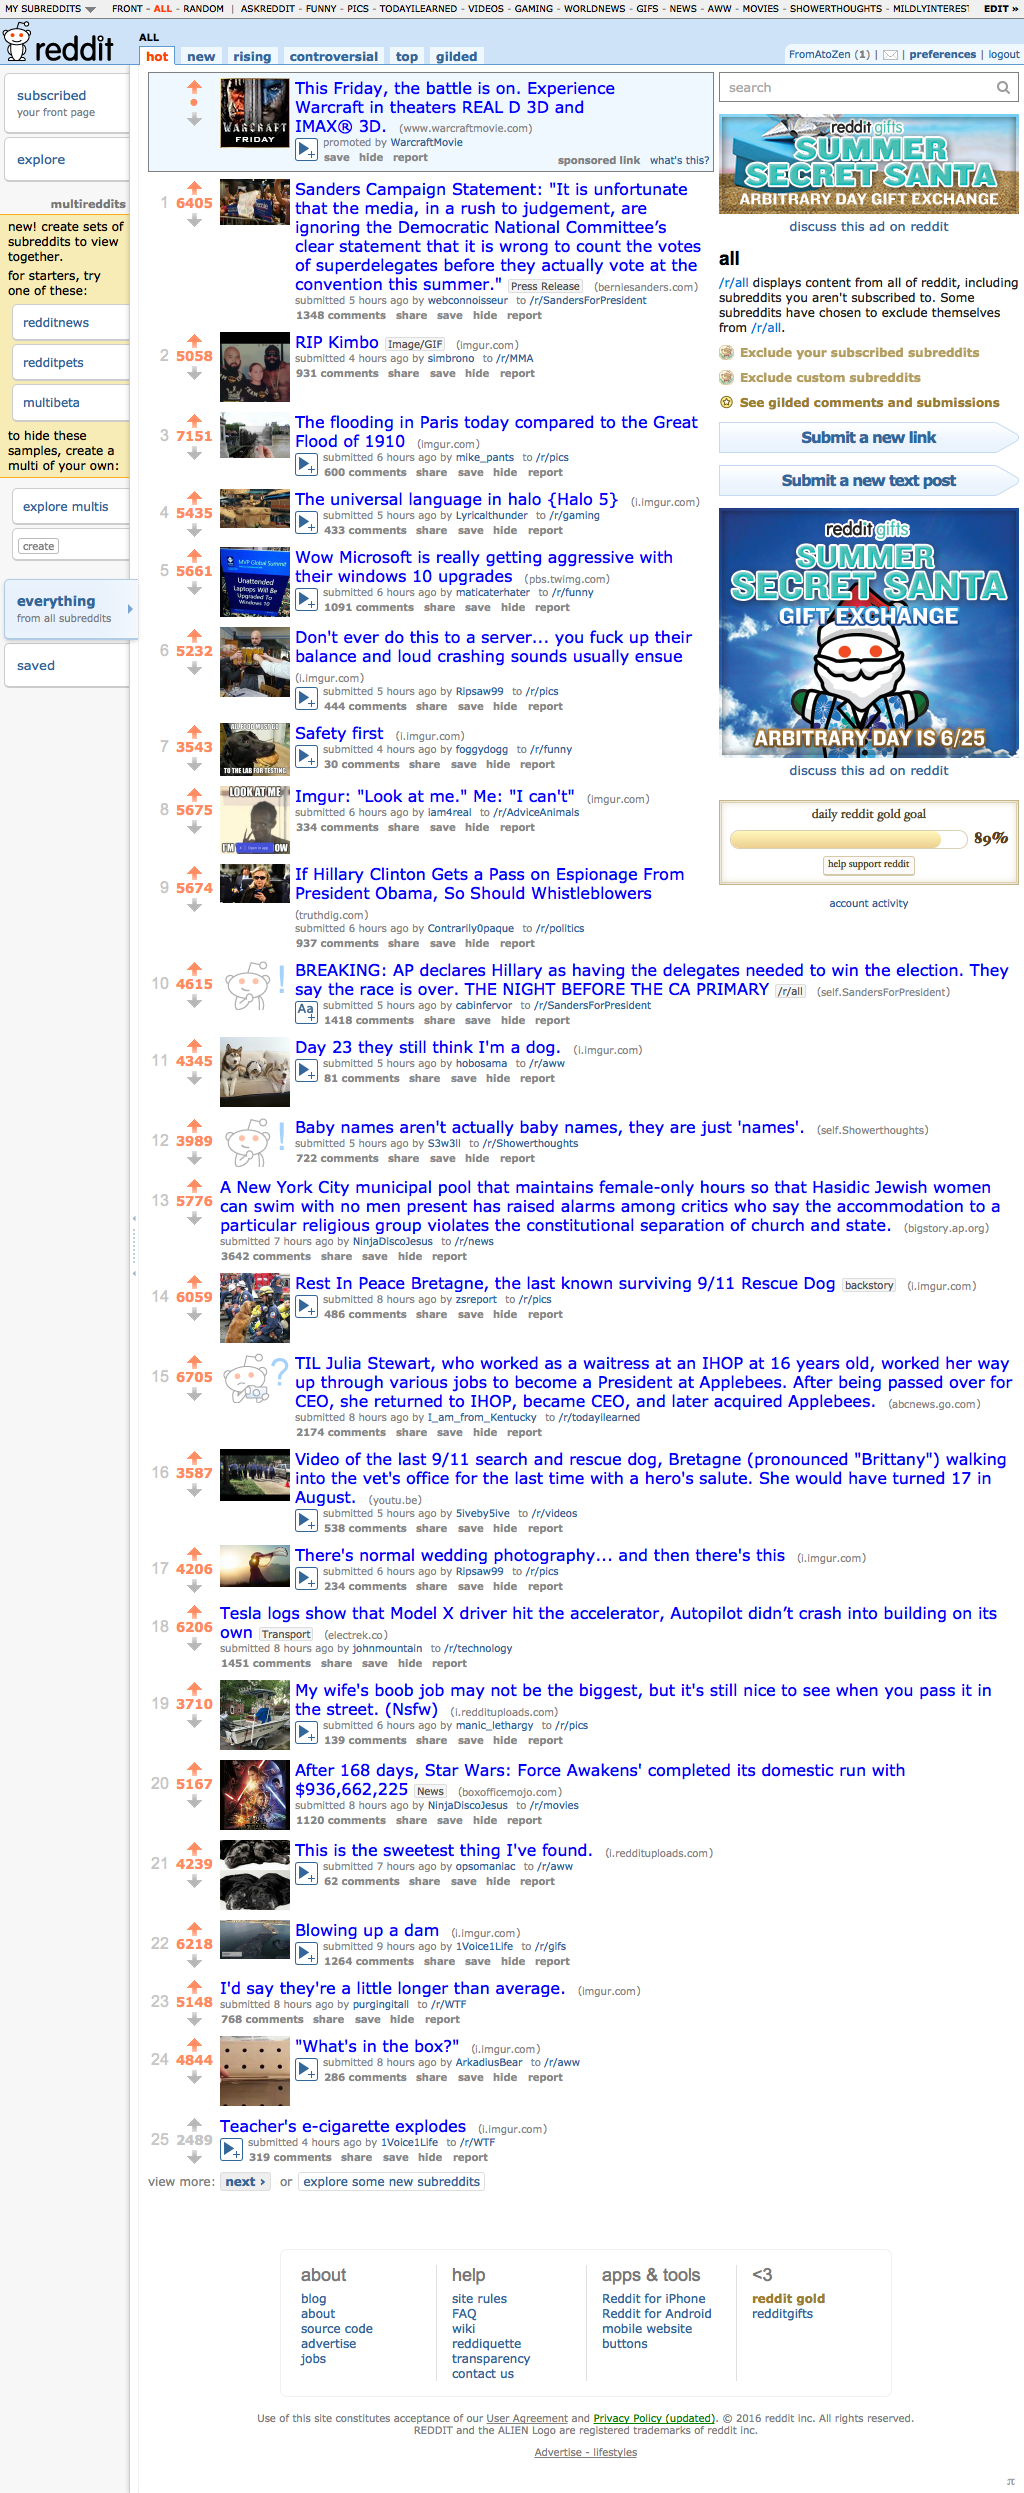 MY SUBREDDITS FRONT - ALL - RANDOM | ASKREDDIT - FUNNY - PICS - TODAYILEARNED - VIDEOS - GAMING - WORLDNEWS - GIFS - NEWS - AWW - MOVIES - SHOWERTHOUGHTS - MILDLYINTEREST EDIT »
reddit ALL
hot new rising controversial top gilded
FromAtoZen (1) | preferences | logout
subscribed
your front page
explore
multireddits
new! create sets of
subreddits to view
together.
for starters, try
one of these:
redditnews
redditpets
multibeta
to hide these
samples, create a
multi of your own:
explore multis
create
everything
from all subreddits
saved
WARCRAFT
FRIDAY
This Friday, the battle is on. Experience
Warcraft in theaters REAL D 3D and
IMAX® 3D. (www.warcraftmovie.com)
promoted by WarcraftMovie
save hide report
sponsored link what's this?
1 6405
Sanders Campaign Statement: "It is unfortunate
that the media, in a rush to judgement, are
ignoring the Democratic National Committee's
clear statement that it is wrong to count the votes
of superdelegates before they actually vote at the
convention this summer." Press Release (berniesanders.com)
submitted 5 hours ago by webconnoisseur to /r/SandersForPresident
1348 comments share save hide report
2 5058
RIP Kimbo Image/GIF (imgur.com)
submitted 4 hours ago by simbrono to /r/MMA
931 comments share save hide report
3 7151
The flooding in Paris today compared to the Great
Flood of 1910 (imgur.com)
submitted 6 hours ago by mike_pants to /r/pics
600 comments share save hide report
4 5435
The universal language in halo {Halo 5} (i.imgur.com)
submitted 5 hours ago by Lyricalthunder to /r/gaming
433 comments share save hide report
5 5661
MVP Global Summit
Unattended
Laptops Will Be
Upgraded To
Windows 10
Wow Microsoft is really getting aggressive with
their windows 10 upgrades (pbs.twimg.com)
submitted 6 hours ago by maticaterhater to /r/funny
1091 comments share save hide report
6 5232
Don't ever do this to a server... you fuck up their
balance and loud crashing sounds usually ensue
(i.imgur.com)
submitted 5 hours ago by Ripsaw99 to /r/pics
444 comments share save hide report
7 3543
ALL FOOD MUST GO
TO THE LAB FOR TESTING
Safety first (i.imgur.com)
submitted 4 hours ago by foggydogg to /r/funny
30 comments share save hide report
8 5675
LOOK AT ME
I'M OW
Imgur: "Look at me." Me: "I can't" (imgur.com)
submitted 6 hours ago by iam4real to /r/AdviceAnimals
334 comments share save hide report
9 5674
If Hillary Clinton Gets a Pass on Espionage From
President Obama, So Should Whistleblowers
(truthdig.com)
submitted 6 hours ago by Contrarily0paque to /r/politics
937 comments share save hide report
10 4615
!
BREAKING: AP declares Hillary as having the delegates needed to win the election. They
say the race is over. THE NIGHT BEFORE THE CA PRIMARY /r/all (self.SandersForPresident)
Aa+
submitted 5 hours ago by cabinfervor to /r/SandersForPresident
1418 comments share save hide report
11 4345
Day 23 they still think I'm a dog. (i.imgur.com)
submitted 5 hours ago by hobosama to /r/aww
81 comments share save hide report
12 3989
!
Baby names aren't actually baby names, they are just 'names'. (self.Showerthoughts)
submitted 5 hours ago by S3w3ll to /r/Showerthoughts
722 comments share save hide report
13 5776
A New York City municipal pool that maintains female-only hours so that Hasidic Jewish women
can swim with no men present has raised alarms among critics who say the accommodation to a
particular religious group violates the constitutional separation of church and state. (bigstory.ap.org)
submitted 7 hours ago by NinjaDiscoJesus to /r/news
3642 comments share save hide report
14 6059
Rest In Peace Bretagne, the last known surviving 9/11 Rescue Dog backstory (i.imgur.com)
submitted 8 hours ago by zsreport to /r/pics
486 comments share save hide report
15 6705
?
TIL Julia Stewart, who worked as a waitress at an IHOP at 16 years old, worked her way
up through various jobs to become a President at Applebees. After being passed over for
CEO, she returned to IHOP, became CEO, and later acquired Applebees. (abcnews.go.com)
submitted 8 hours ago by I_am_from_Kentucky to /r/todayilearned
2174 comments share save hide report
16 3587
Video of the last 9/11 search and rescue dog, Bretagne (pronounced "Brittany") walking
into the vet's office for the last time with a hero's salute. She would have turned 17 in
August. (youtu.be)
submitted 5 hours ago by 5iveby5ive to /r/videos
538 comments share save hide report
17 4206
There's normal wedding photography... and then there's this (i.imgur.com)
submitted 6 hours ago by Ripsaw99 to /r/pics
234 comments share save hide report
18 6206
Tesla logs show that Model X driver hit the accelerator, Autopilot didn't crash into building on its
own Transport (electrek.co)
submitted 8 hours ago by johnmountain to /r/technology
1451 comments share save hide report
19 3710
My wife's boob job may not be the biggest, but it's still nice to see when you pass it in
the street. (Nsfw) (i.reddituploads.com)
submitted 6 hours ago by manic_lethargy to /r/pics
139 comments share save hide report
20 5167
After 168 days, Star Wars: Force Awakens' completed its domestic run with
$936,662,225 News (boxofficemojo.com)
submitted 8 hours ago by NinjaDiscoJesus to /r/movies
1120 comments share save hide report
21 4239
This is the sweetest thing I've found. (i.reddituploads.com)
submitted 7 hours ago by opsomaniac to /r/aww
62 comments share save hide report
22 6218
Blowing up a dam (i.imgur.com)
submitted 9 hours ago by 1Voice1Life to /r/gifs
1264 comments share save hide report
23 5148
I'd say they're a little longer than average. (imgur.com)
submitted 8 hours ago by purgingitall to /r/WTF
768 comments share save hide report
24 4844
"What's in the box?" (i.imgur.com)
submitted 8 hours ago by ArkadiusBear to /r/aww
286 comments share save hide report
25 2489
Teacher's e-cigarette explodes (i.imgur.com)
submitted 4 hours ago by 1Voice1Life to /r/WTF
319 comments share save hide report
view more: next › or explore some new subreddits
search
redditgifts
SUMMER
SECRET SANTA
ARBITRARY DAY GIFT EXCHANGE
discuss this ad on reddit
all
/r/all displays content from all of reddit, including
subreddits you aren't subscribed to. Some
subreddits have chosen to exclude themselves
from /r/all.
Exclude your subscribed subreddits
Exclude custom subreddits
See gilded comments and submissions
Submit a new link
Submit a new text post
redditgifts
SUMMER
SECRET SANTA
GIFT EXCHANGE
ARBITRARY DAY IS 6/25
discuss this ad on reddit
daily reddit gold goal
89%
help support reddit
account activity
about
blog
about
source code
advertise
jobs
help
site rules
FAQ
wiki
reddiquette
transparency
contact us
apps & tools
Reddit for iPhone
Reddit for Android
mobile website
buttons
<3
reddit gold
redditgifts
Use of this site constitutes acceptance of our User Agreement and Privacy Policy (updated). © 2016 reddit inc. All rights reserved.
REDDIT and the ALIEN Logo are registered trademarks of reddit inc.
Advertise - lifestyles
π